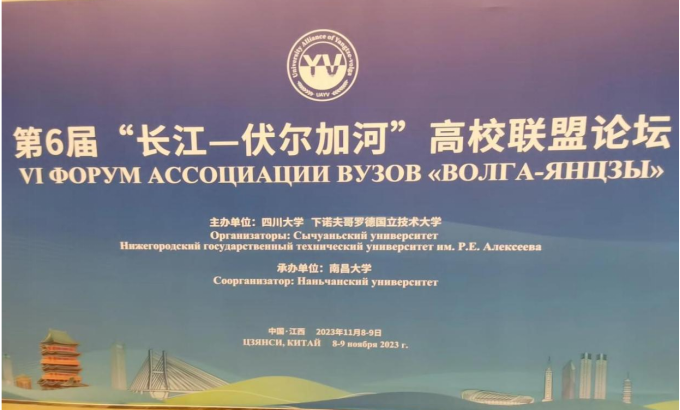 University Alliance of Yangtze-volga
YV
UAYV
第6届“长江—伏尔加河”高校联盟论坛
VI ФОРУМ АССОЦИАЦИИ ВУЗОВ «ВОЛГА-ЯНЦЗЫ»
主办单位：四川大学 下诺夫哥罗德国立技术大学
Организаторы: Сычуаньский университет
Нижегородский государственный технический университет им. Р.Е. Алексеева
承办单位：南昌大学
Соорганизатор: Наньчанский университет
中国·江西 2023年11月8-9日
ЦЗЯНСИ, КИТАЙ 8-9 ноября 2023 г.